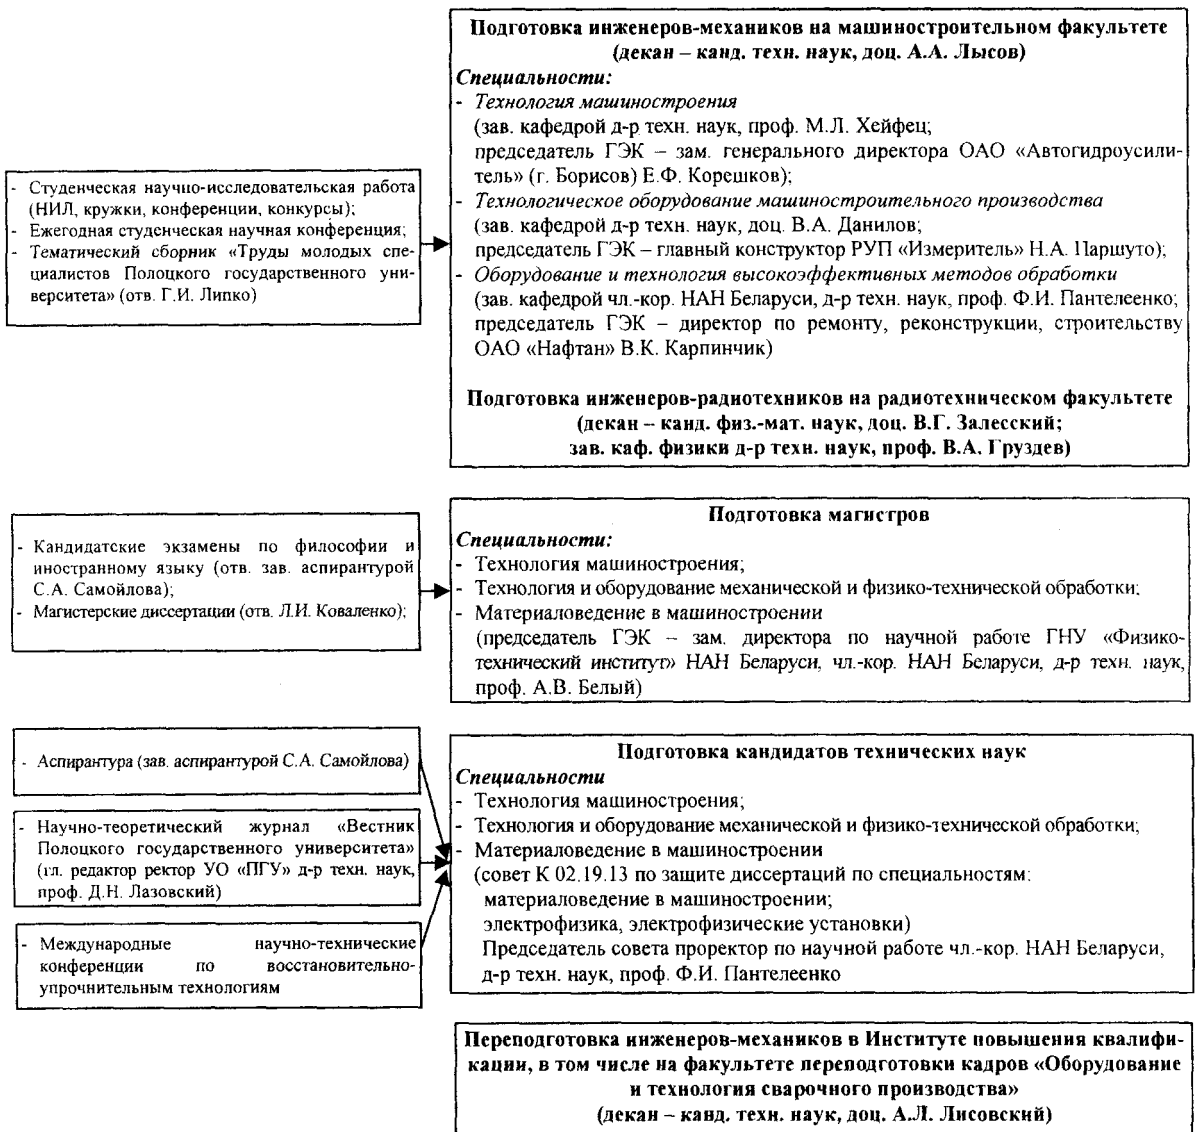 Подготовка инженеров-механиков на машиностроительном факультете
(декан – канд. техн. наук, доц. А.А. Лысов)
Специальности:
- Технология машиностроения
(зав. кафедрой д-р техн. наук, проф. М.Л. Хейфец;
председатель ГЭК – зам. генерального директора ОАО «Автогидроусили-
тель» (г. Борисов) Е.Ф. Корешков);
- Технологическое оборудование машиностроительного производства
(зав. кафедрой д-р техн. наук, доц. В.А. Данилов;
председатель ГЭК – главный конструктор РУП «Измеритель» Н.А. Паршуто);
- Оборудование и технология высокоэффективных методов обработки
(зав. кафедрой чл.-кор. НАН Беларуси, д-р техн. наук, проф. Ф.И. Пантелеенко;
председатель ГЭК – директор по ремонту, реконструкции, строительству
ОАО «Нафтан» В.К. Карпинчик)
Подготовка инженеров-радиотехников на радиотехническом факультете
(декан – канд. физ.-мат. наук, доц. В.Г. Залесский;
зав. каф. физики д-р техн. наук, проф. В.А. Груздев)
- Студенческая научно-исследовательская работа
(НИЛ, кружки, конференции, конкурсы);
- Ежегодная студенческая научная конференция;
- Тематический сборник «Труды молодых спе-
циалистов Полоцкого государственного уни-
верситета» (отв. Г.И. Липко)
Подготовка магистров
Специальности:
- Технология машиностроения;
- Технология и оборудование механической и физико-технической обработки;
- Материаловедение в машиностроении
(председатель ГЭК – зам. директора по научной работе ГНУ «Физико-
технический институт» НАН Беларуси, чл.-кор. НАН Беларуси, д-р техн. наук,
проф. А.В. Белый)
- Кандидатские экзамены по философии и
иностранному языку (отв. зав. аспирантурой
С.А. Самойлова);
- Магистерские диссертации (отв. Л.И. Коваленко);
Подготовка кандидатов технических наук
Специальности
- Технология машиностроения;
- Технология и оборудование механической и физико-технической обработки;
- Материаловедение в машиностроении
(совет К 02.19.13 по защите диссертаций по специальностям:
материаловедение в машиностроении;
электрофизика, электрофизические установки)
Председатель совета проректор по научной работе чл.-кор. НАН Беларуси,
д-р техн. наук, проф. Ф.И. Пантелеенко
- Аспирантура (зав. аспирантурой С.А. Самойлова)
- Научно-теоретический журнал «Вестник
Полоцкого государственного университета»
(гл. редактор ректор УО «ПГУ» д-р техн. наук,
проф. Д.Н. Лазовский)
- Международные научно-технические
конференции по восстановительно-
упрочнительным технологиям
Переподготовка инженеров-механиков в Институте повышения квалифи-
кации, в том числе на факультете переподготовки кадров «Оборудование
и технология сварочного производства»
(декан – канд. техн. наук, доц. А.Л. Лисовский)